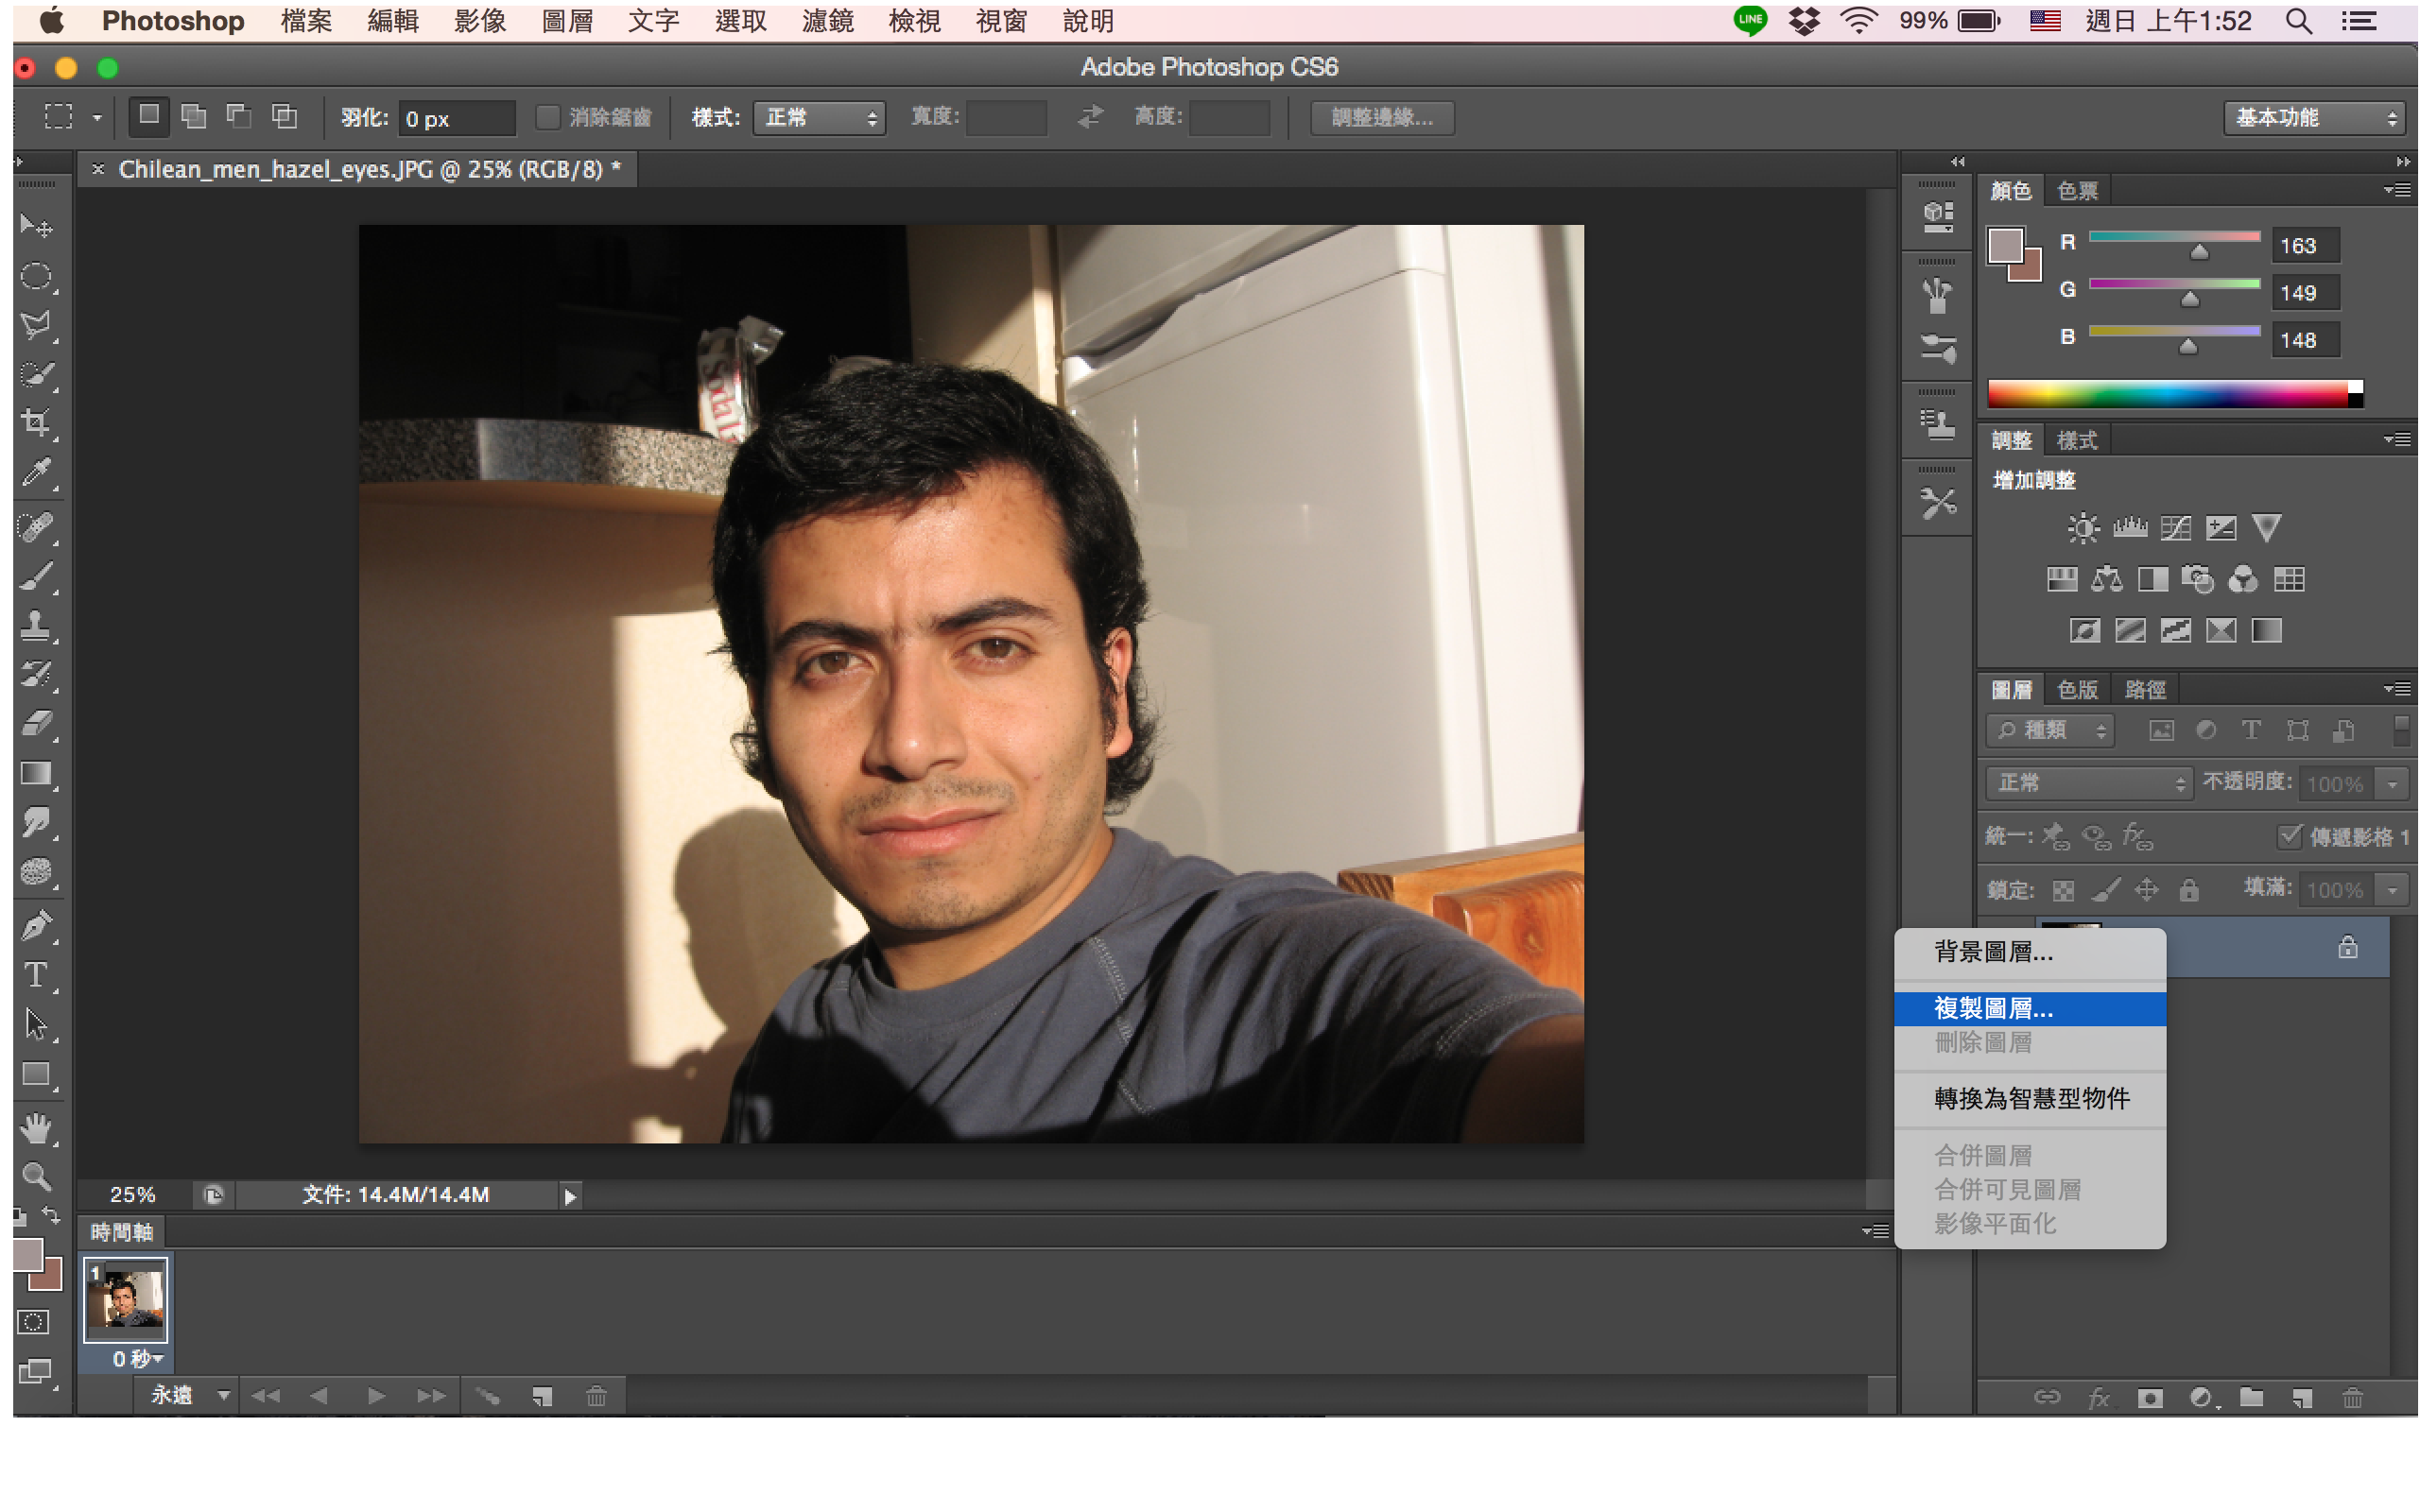 Photoshop 檔案 編輯 影像 圖層 文字 選取 濾鏡 檢視 視窗 說明 LINE 99% 週日 上午1:52
Adobe Photoshop CS6
羽化: 0 px 消除鋸齒 樣式: 正常 寬度: 高度: 調整邊緣... 基本功能
× Chilean_men_hazel_eyes.JPG @ 25% (RGB/8) *
顏色 色票
R 163
G 149
B 148
調整 樣式
增加調整
圖層 色版 路徑
種類
正常 不透明度: 100%
統一: 傳遞影格 1
鎖定: 填滿: 100%
背景圖層...
複製圖層...
刪除圖層
轉換為智慧型物件
合併圖層
合併可見圖層
影像平面化
Soda
25% 文件: 14.4M/14.4M
時間軸
1
0 秒
永遠